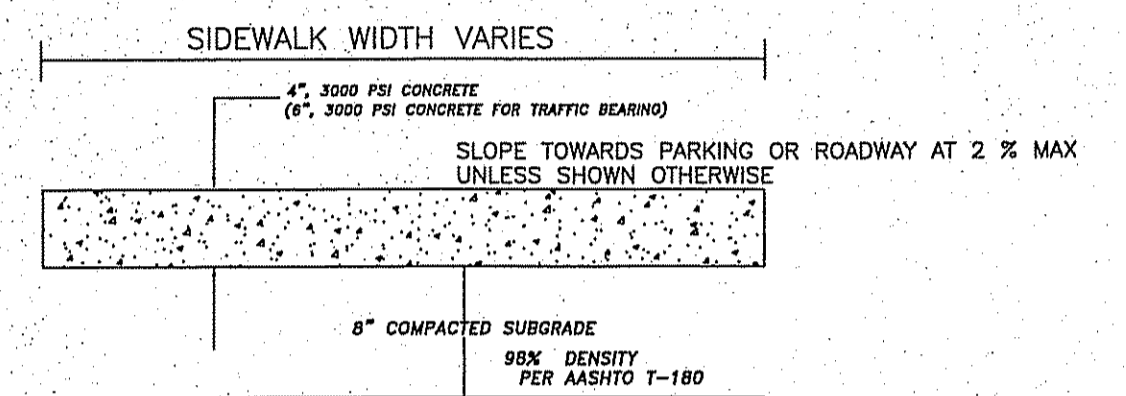 SIDEWALK WIDTH VARIES
4", 3000 PSI CONCRETE
(6", 3000 PSI CONCRETE FOR TRAFFIC BEARING)
SLOPE TOWARDS PARKING OR ROADWAY AT 2 % MAX
UNLESS SHOWN OTHERWISE
8" COMPACTED SUBGRADE
98% DENSITY
PER AASHTO T-180